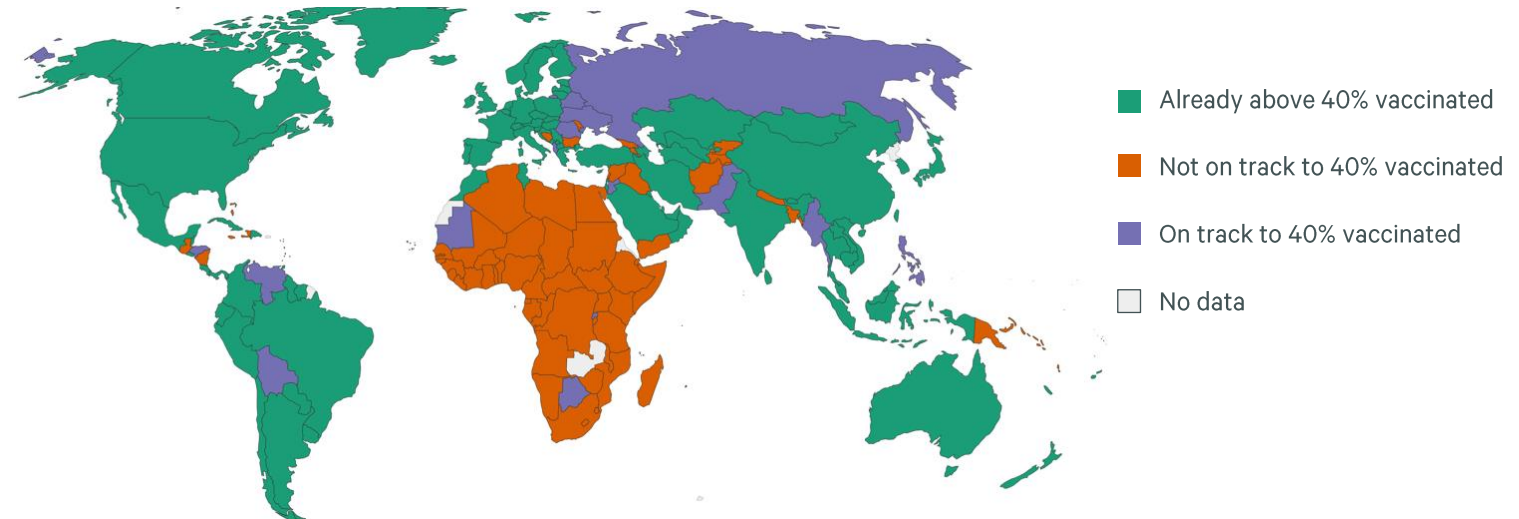 Already above 40% vaccinated
Not on track to 40% vaccinated
On track to 40% vaccinated
No data